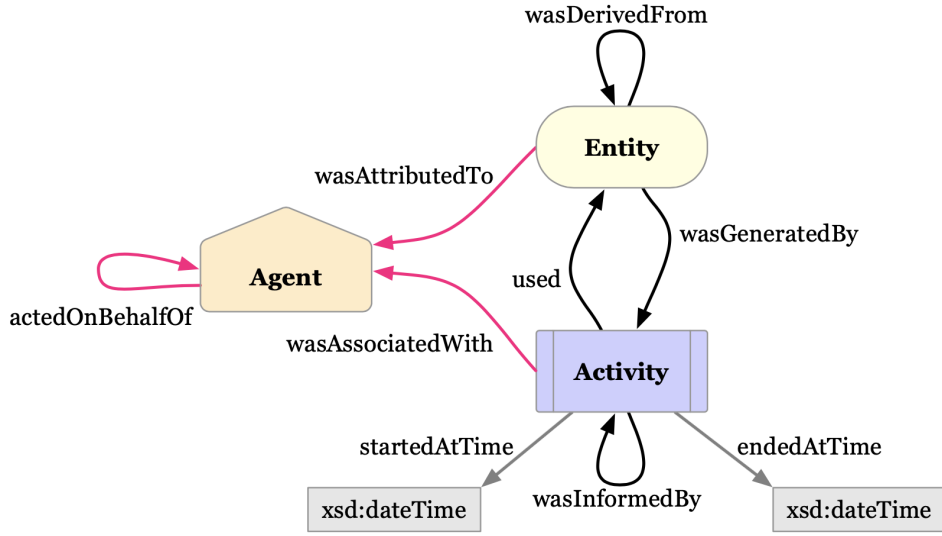 wasDerivedFrom
Entity
wasAttributedTo
wasGeneratedBy
Agent
used
actedOnBehalfOf
wasAssociatedWith
Activity
startedAtTime
endedAtTime
wasInformedBy
xsd:dateTime
xsd:dateTime